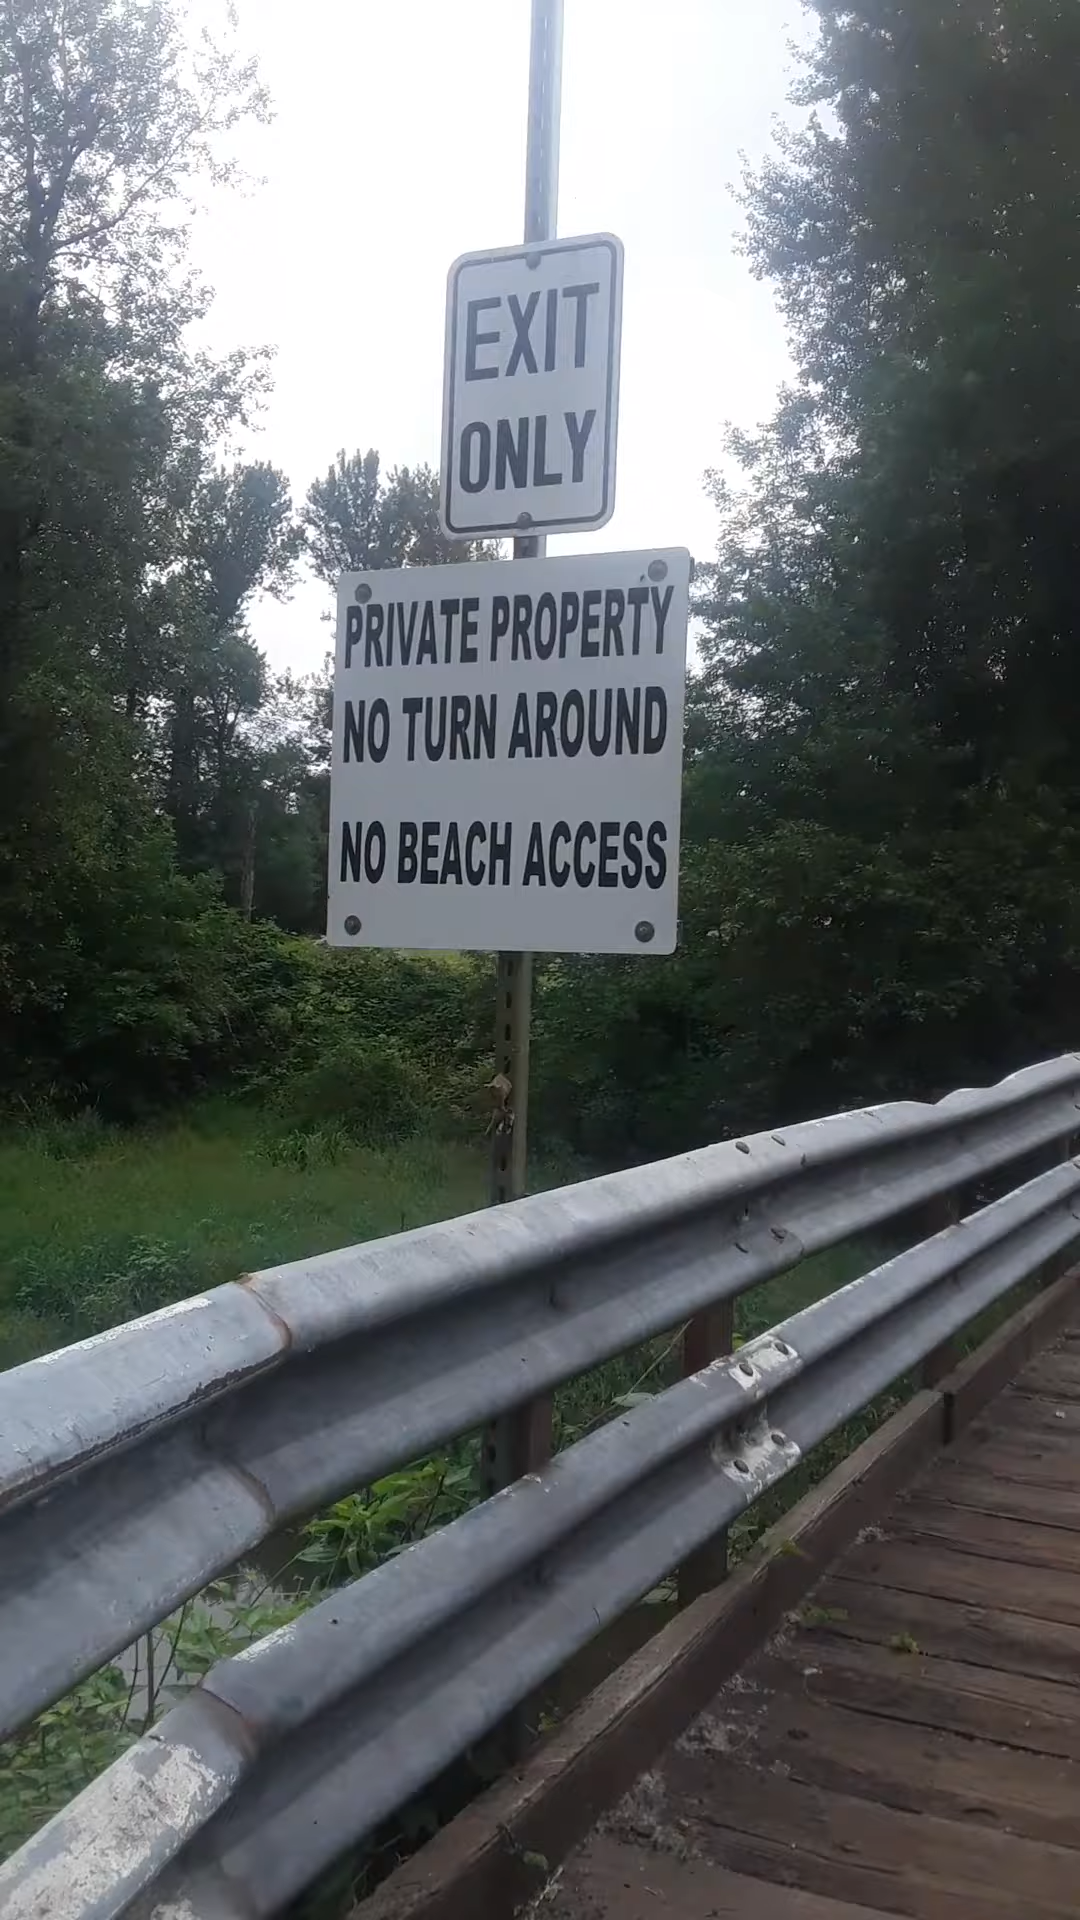 EXIT
ONLY
PRIVATE PROPERTY
NO TURN AROUND
NO BEACH ACCESS